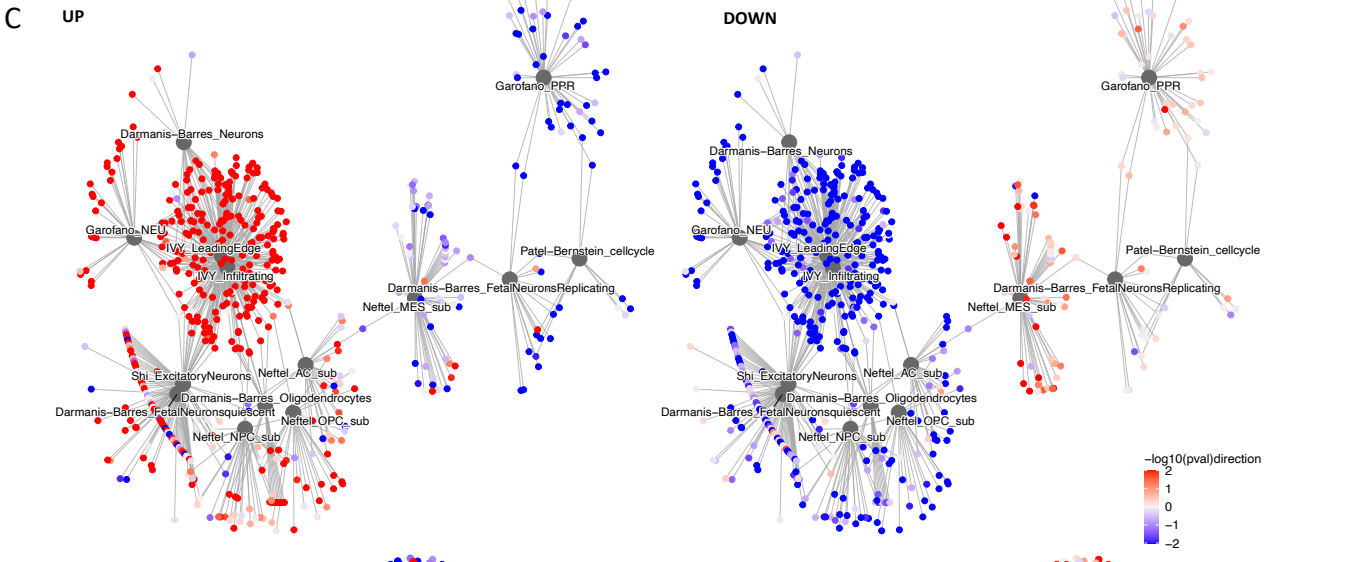 C
UP
DOWN
Garofano_PPR
Darmanis−Barres_Neurons
Garofano_NEU
IVY_LeadingEdge
IVY_Infiltrating
Patel−Bernstein_cellcycle
Darmanis−Barres_FetalNeuronsReplicating
Neftel_MES_sub
Shi_ExcitatoryNeurons
Neftel_AC_sub
Darmanis−Barres_Oligodendrocytes
Darmanis−Barres_FetalNeuronsquiescent
Neftel_OPC_sub
Neftel_NPC_sub
Garofano_PPR
Darmanis−Barres_Neurons
Garofano_NEU
IVY_LeadingEdge
IVY_Infiltrating
Patel−Bernstein_cellcycle
Darmanis−Barres_FetalNeuronsReplicating
Neftel_MES_sub
Shi_ExcitatoryNeurons
Neftel_AC_sub
Darmanis−Barres_Oligodendrocytes
Darmanis−Barres_FetalNeuronsquiescent
Neftel_OPC_sub
Neftel_NPC_sub
−log10(pval)direction
2
1
0
−1
−2